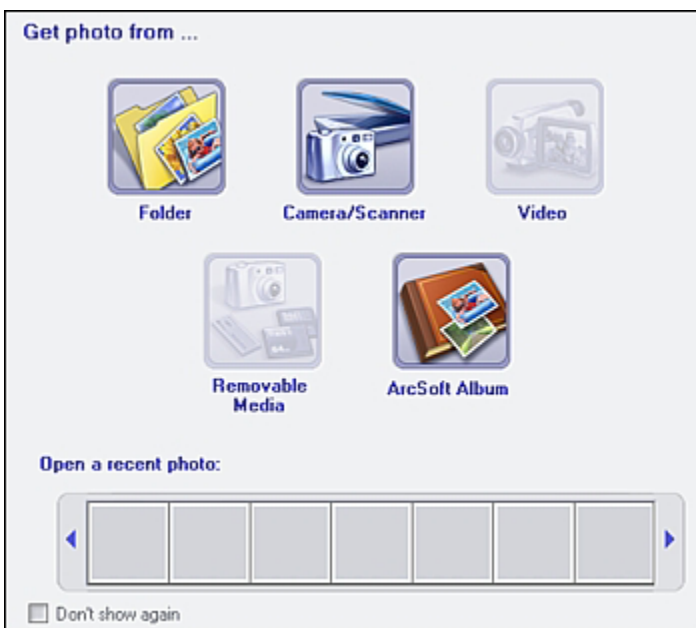 Get photo from ...
Folder
Camera/Scanner
Video
Removable
Media
ArcSoft Album
Open a recent photo:
Don't show again